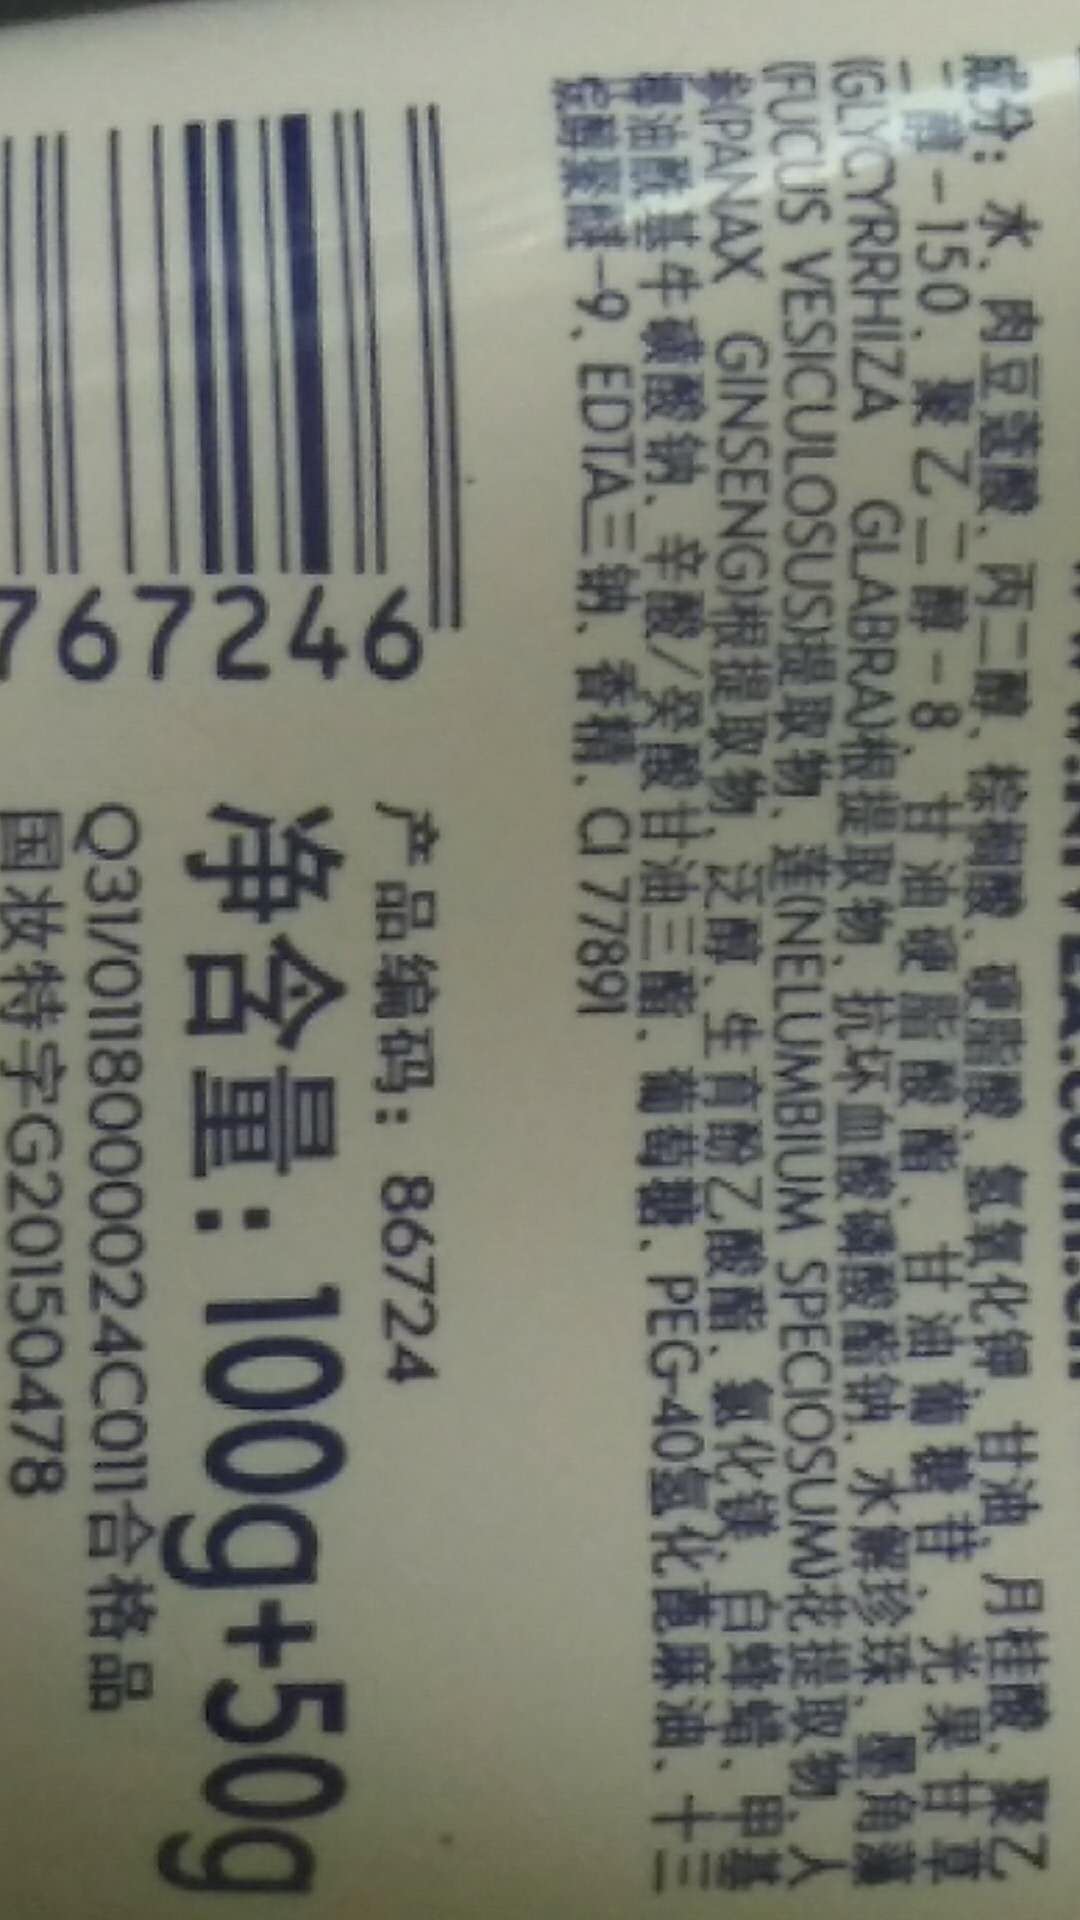 成分：水、肉豆蔻酸、丙二醇、棕榈酸、硬脂酸、氢氧化钾、甘油、月桂酸、聚乙
二醇-150、聚乙二醇-8、甘油硬脂酸酯、甘油葡糖苷、光果甘草
(GLYCYRRHIZA GLABRA)根提取物、抗坏血酸磷酸酯钠、水解珍珠、墨角藻
(FUCUS VESICULOSUS)提取物、莲(NELUMBIUM SPECIOSUM)花提取物、人
参(PANAX GINSENG)根提取物、泛醇、生育酚乙酸酯、氯化镁、白蜂蜡、甲基
椰油酰基牛磺酸钠、辛酸/癸酸甘油三酯、葡萄糖、PEG-40氢化蓖麻油、十三
烷醇聚醚-9、EDTA三钠、香精、CI 77891
产品编码：86724
净含量：100g+50g
Q31/0118000024C011合格品
国妆特字G20150478
767246